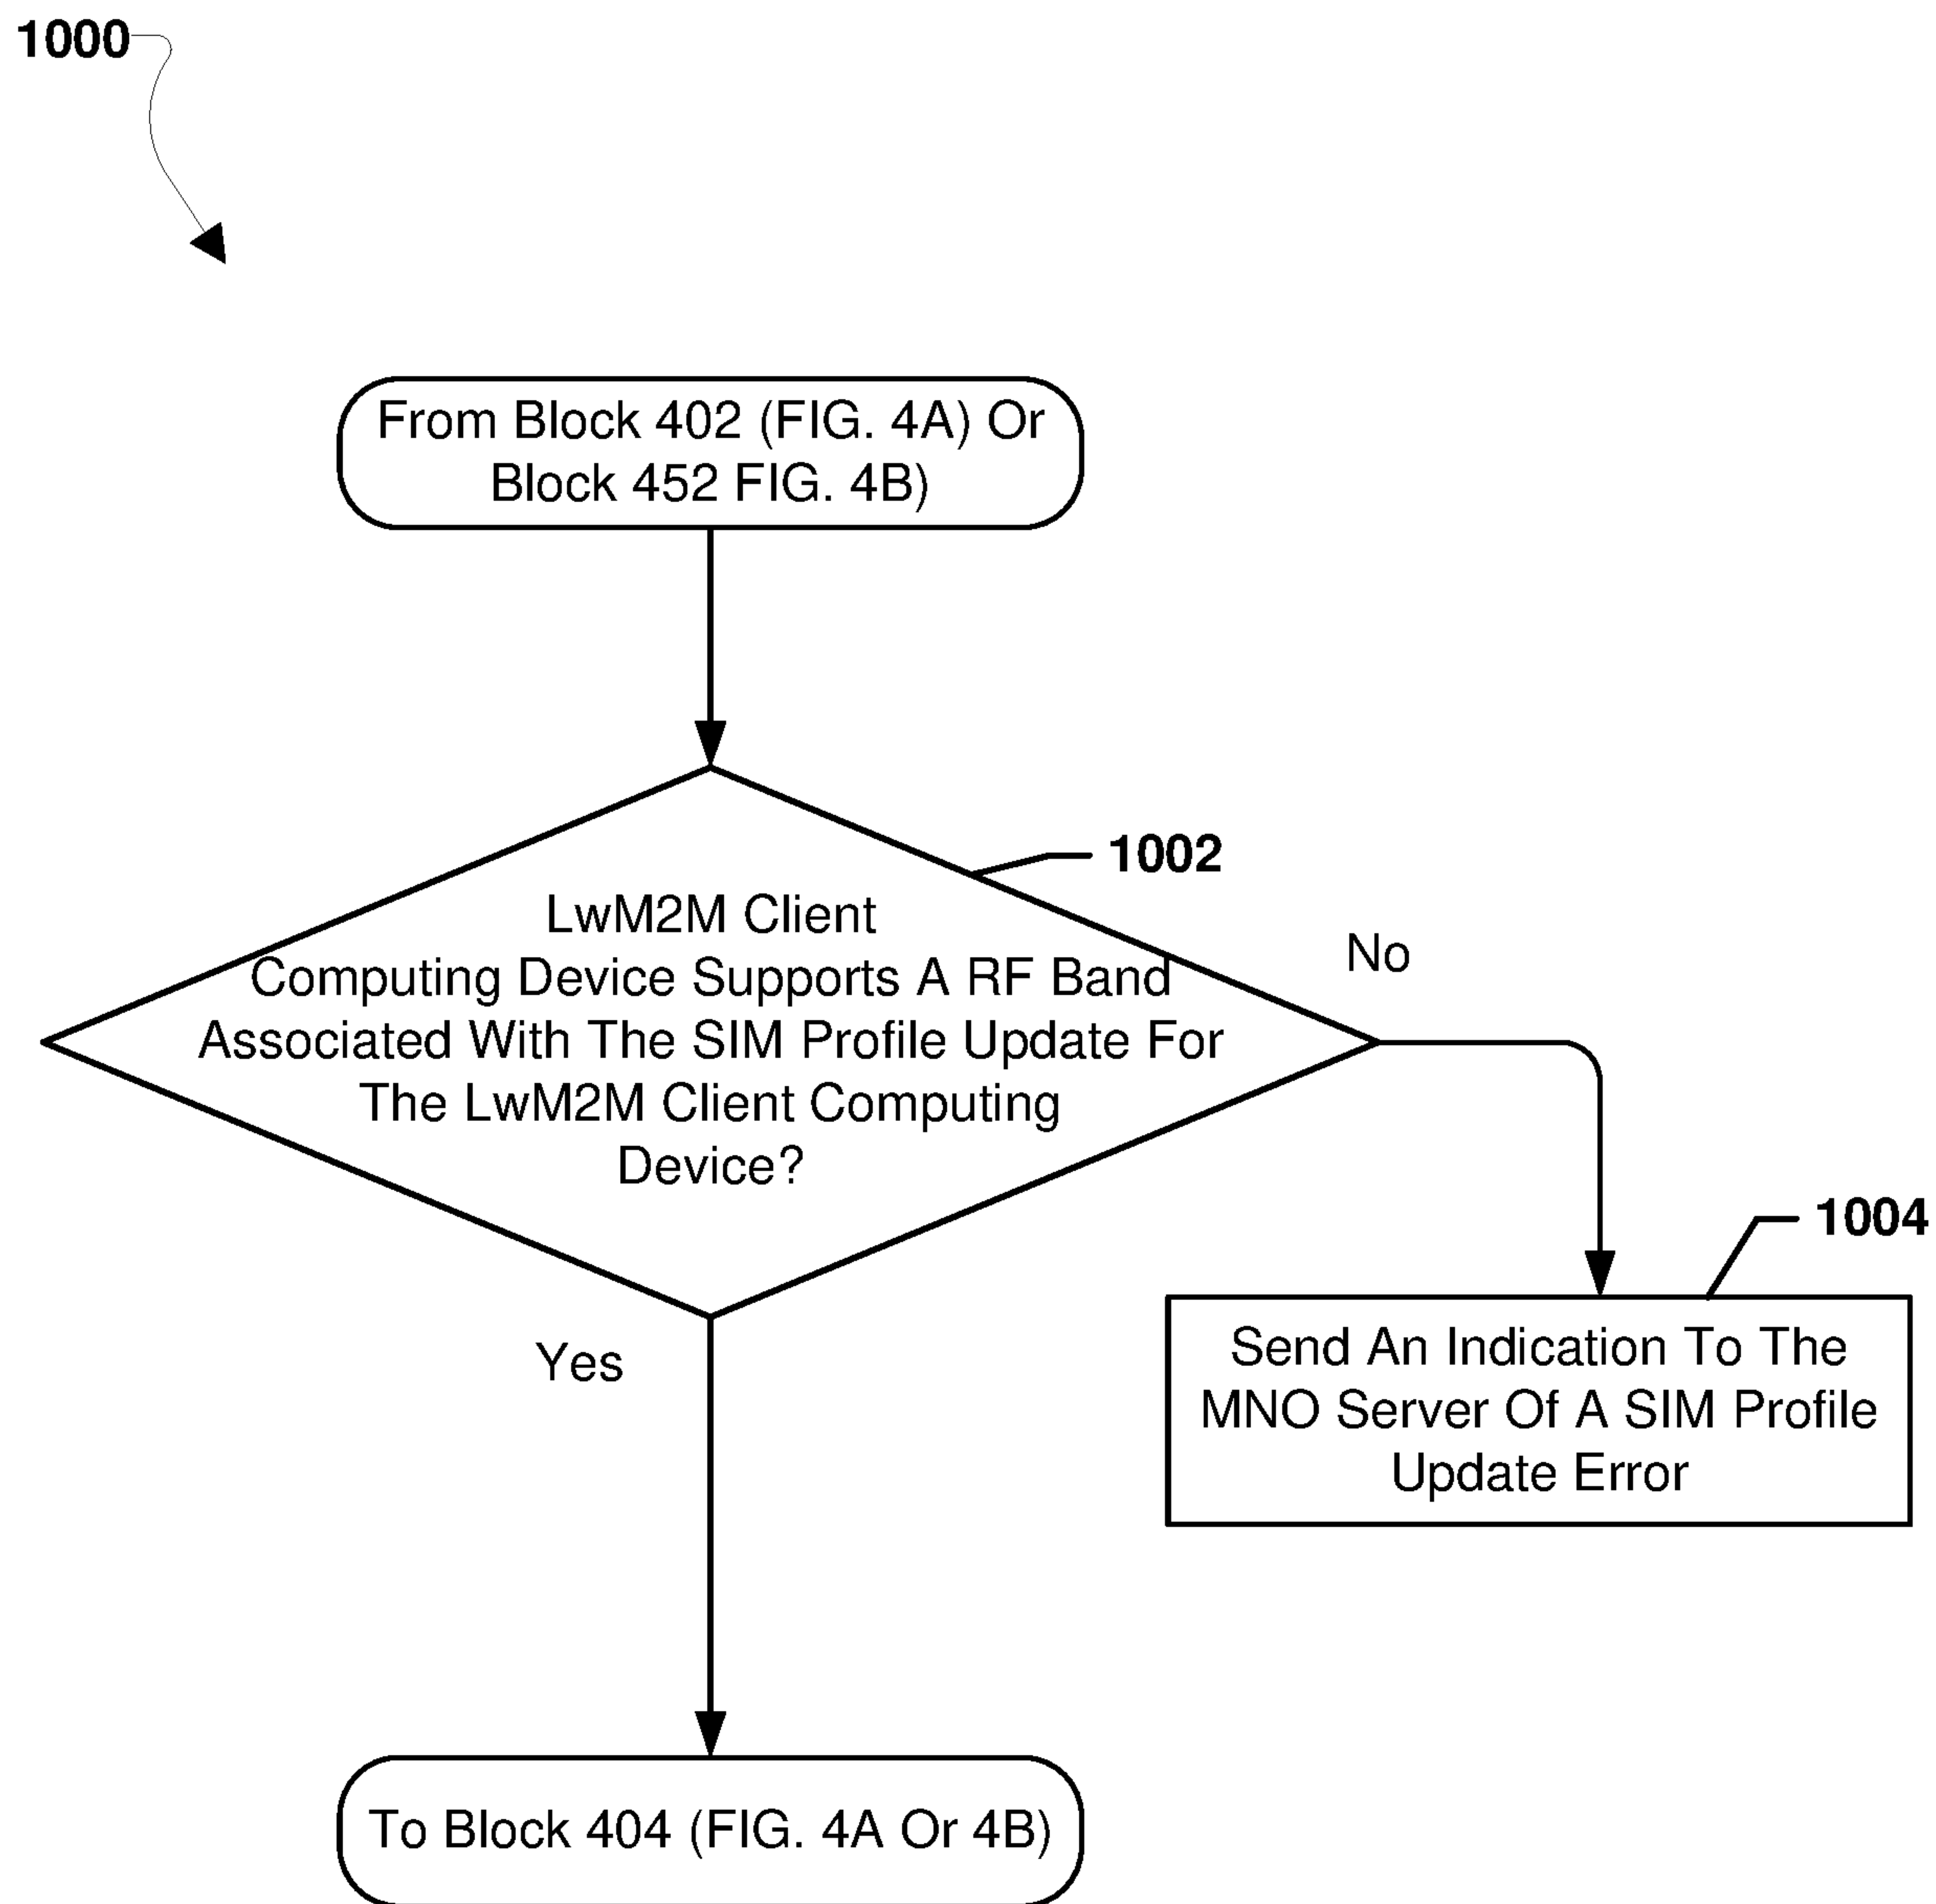 1000
From Block 402 (FIG. 4A) Or
Block 452 FIG. 4B)
1002
LwM2M Client
Computing Device Supports A RF Band
Associated With The SIM Profile Update For
The LwM2M Client Computing
Device?
No
Yes
1004
Send An Indication To The
MNO Server Of A SIM Profile
Update Error
To Block 404 (FIG. 4A Or 4B)